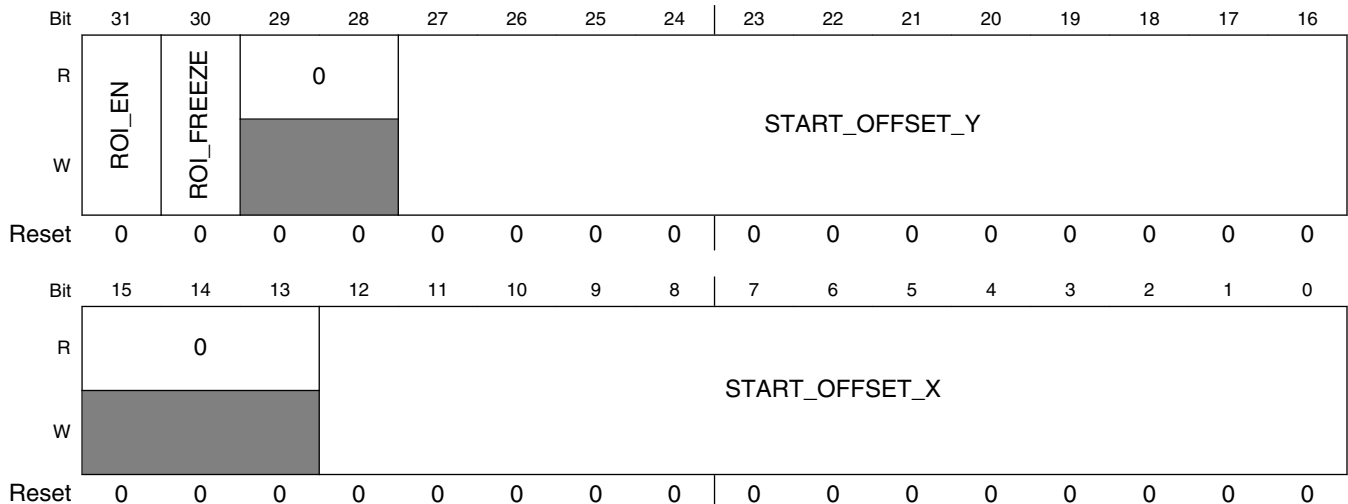 Bit 31 30 29 28 27 26 25 24 23 22 21 20 19 18 17 16
R ROI_EN ROI_FREEZE 0 START_OFFSET_Y
W
Reset 0 0 0 0 0 0 0 0 0 0 0 0 0 0 0 0
Bit 15 14 13 12 11 10 9 8 7 6 5 4 3 2 1 0
R 0 START_OFFSET_X
W
Reset 0 0 0 0 0 0 0 0 0 0 0 0 0 0 0 0